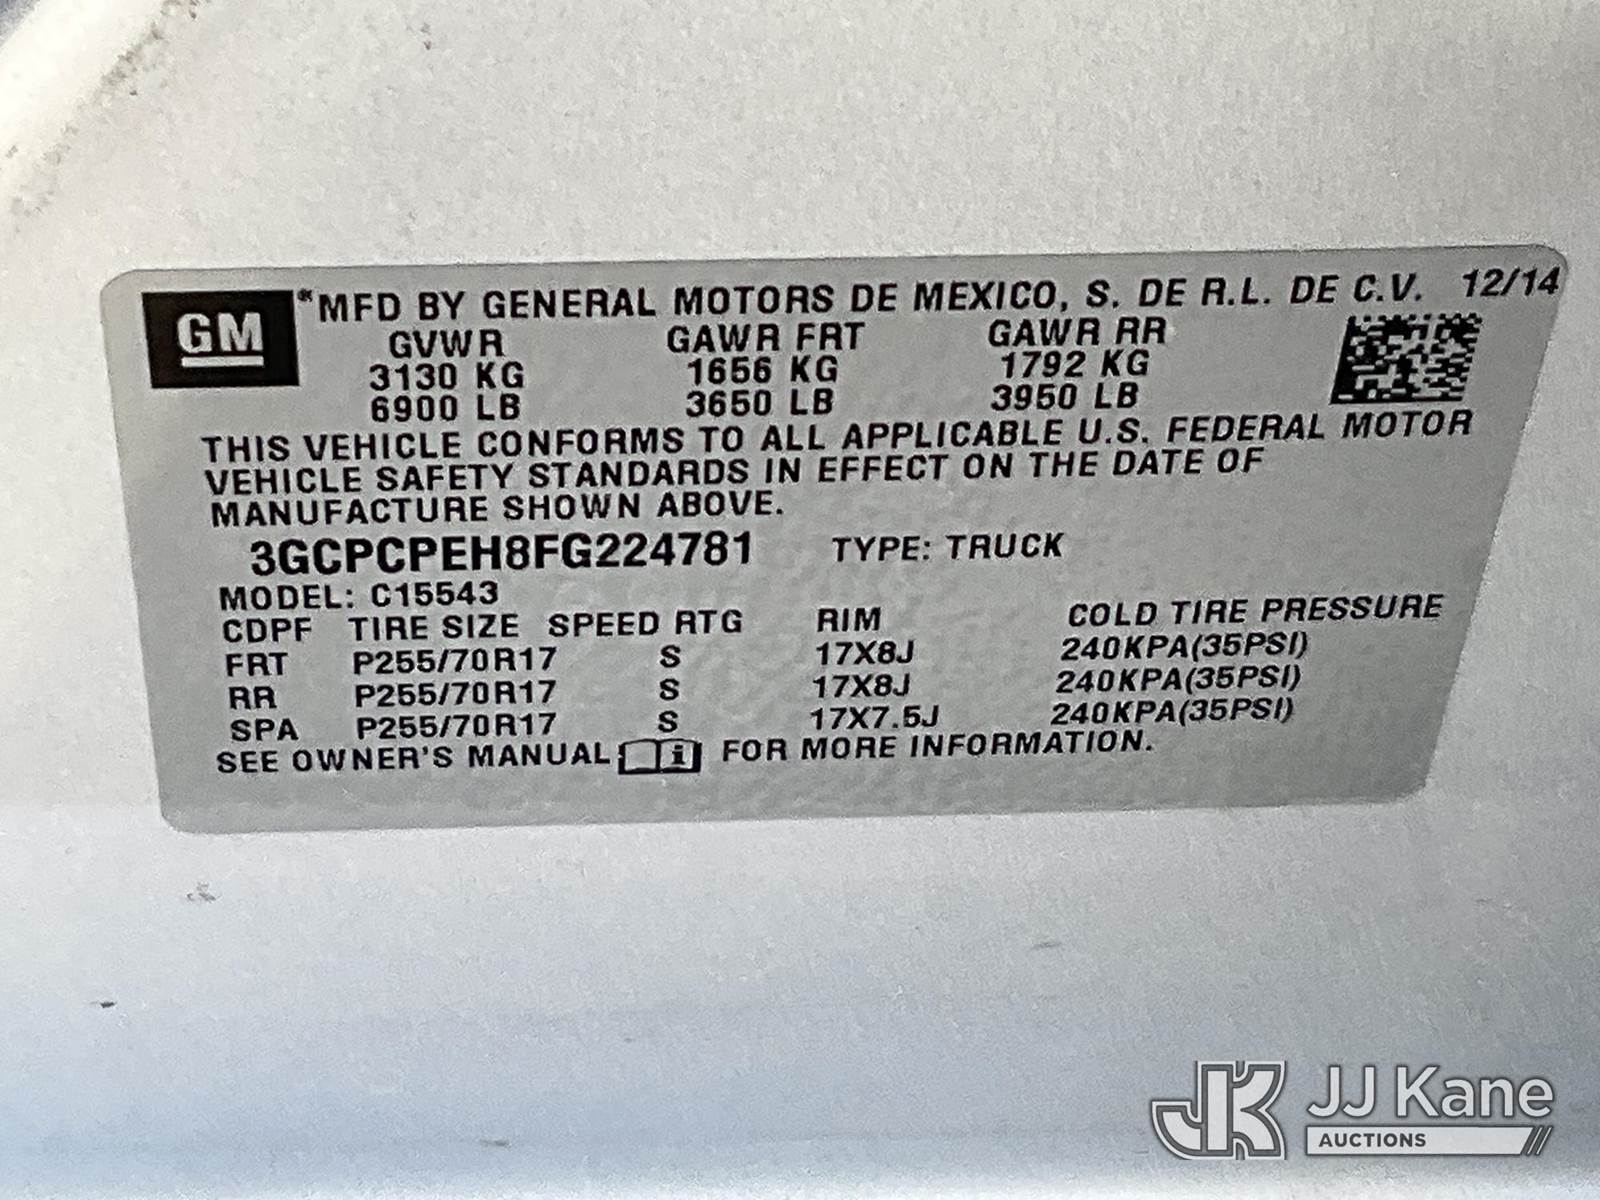 GM
*MFD BY GENERAL MOTORS DE MEXICO, S. DE R.L. DE C.V. 12/14
GVWR GAWR FRT GAWR RR
3130 KG 1656 KG 1792 KG
6900 LB 3650 LB 3950 LB
THIS VEHICLE CONFORMS TO ALL APPLICABLE U.S. FEDERAL MOTOR
VEHICLE SAFETY STANDARDS IN EFFECT ON THE DATE OF
MANUFACTURE SHOWN ABOVE.
3GCPCPEH8FG224781 TYPE: TRUCK
MODEL: C15543
CDPF TIRE SIZE SPEED RTG RIM COLD TIRE PRESSURE
FRT P255/70R17 S 17X8J 240KPA(35PSI)
RR P255/70R17 S 17X8J 240KPA(35PSI)
SPA P255/70R17 S 17X7.5J 240KPA(35PSI)
SEE OWNER'S MANUAL i FOR MORE INFORMATION.
JK JJ Kane
AUCTIONS